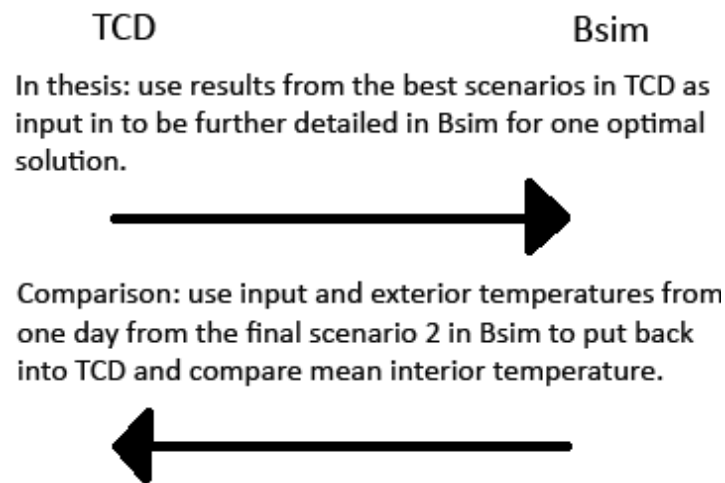 TCD Bsim
In thesis: use results from the best scenarios in TCD as
input in to be further detailed in Bsim for one optimal
solution.
Comparison: use input and exterior temperatures from
one day from the final scenario 2 in Bsim to put back
into TCD and compare mean interior temperature.